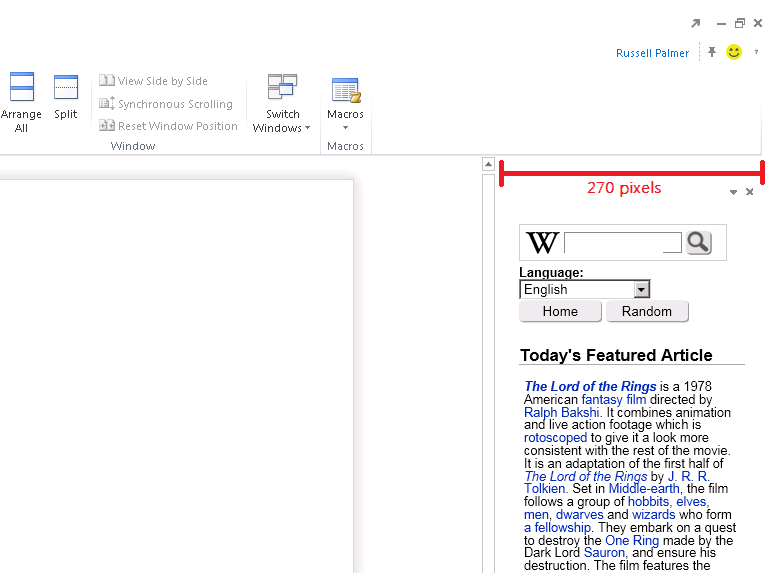 Russell Palmer
?
Arrange All
Split
View Side by Side
Synchronous Scrolling
Reset Window Position
Window
Switch Windows
Macros
Macros
270 pixels
W
Language:
English
Home
Random
Today's Featured Article
The Lord of the Rings is a 1978
American fantasy film directed by
Ralph Bakshi. It combines animation
and live action footage which is
rotoscoped to give it a look more
consistent with the rest of the movie.
It is an adaptation of the first half of
The Lord of the Rings by J. R. R.
Tolkien. Set in Middle-earth, the film
follows a group of hobbits, elves,
men, dwarves and wizards who form
a fellowship. They embark on a quest
to destroy the One Ring made by the
Dark Lord Sauron, and ensure his
destruction. The film features the